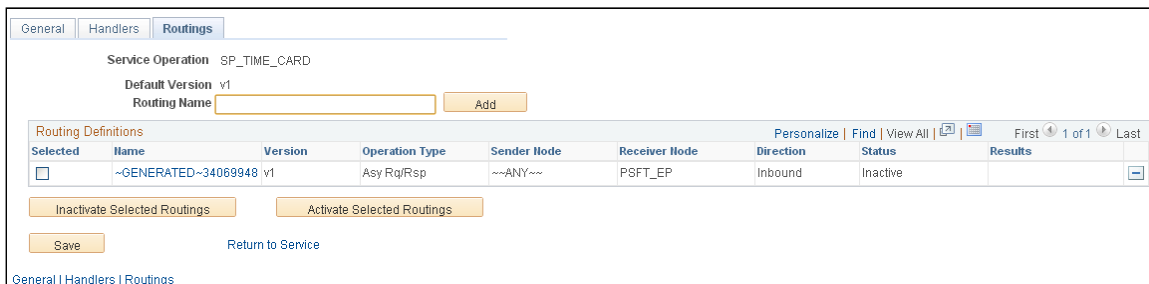 General Handlers Routings
Service Operation SP_TIME_CARD
Default Version v1
Routing Name Add
Routing Definitions Personalize | Find | View All | | First 1 of 1 Last
Selected Name Version Operation Type Sender Node Receiver Node Direction Status Results
~GENERATED~34069948 v1 Asy Rq/Rsp ~~ANY~~ PSFT_EP Inbound Inactive
Inactivate Selected Routings Activate Selected Routings
Save Return to Service
General | Handlers | Routings